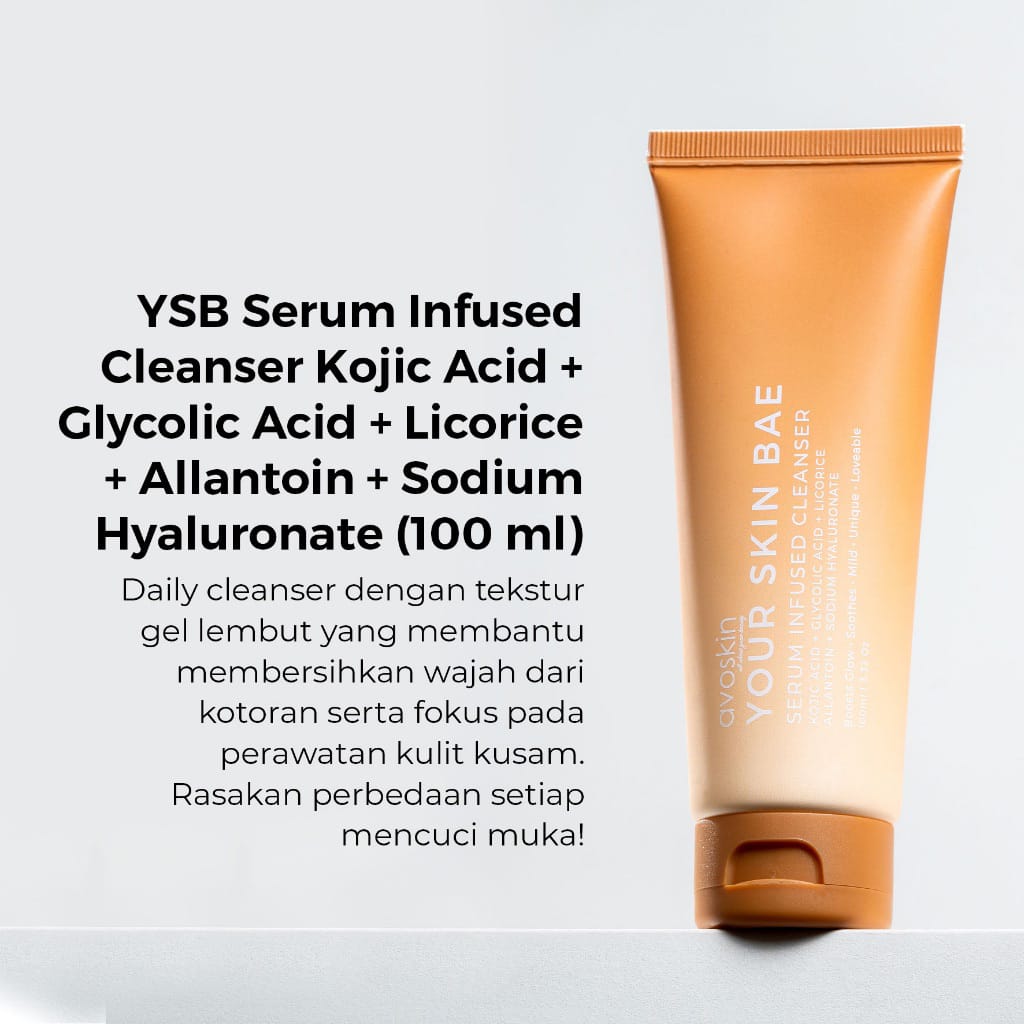 YSB Serum Infused
Cleanser Kojic Acid +
Glycolic Acid + Licorice
+ Allantoin + Sodium
Hyaluronate (100 ml)
Daily cleanser dengan tekstur
gel lembut yang membantu
membersihkan wajah dari
kotoran serta fokus pada
perawatan kulit kusam.
Rasakan perbedaan setiap
mencuci muka!
avoskin
YOUR SKIN BAE
SERUM INFUSED CLEANSER
KOJIC ACID + GLYCOLIC ACID + LICORICE
ALLANTOIN + SODIUM HYALURONATE
Boosts Glow · Soothes · Mild · Unique · Loveable